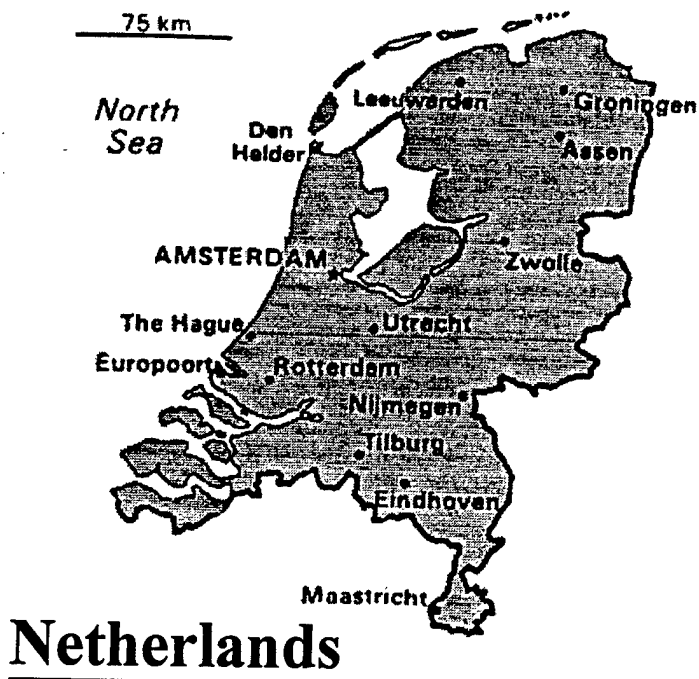 75 km
North
Sea
Leeuwarden
Groningen
Den
Helder
Assen
AMSTERDAM
Zwolle
The Hague
Utrecht
Europoort
Rotterdam
Nijmegen
Tilburg
Eindhoven
Maastricht
Netherlands